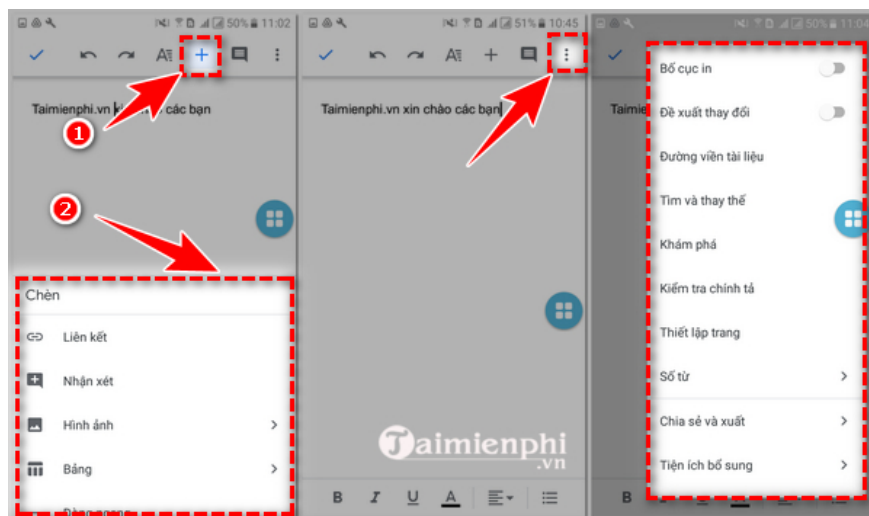 50% 11:02
A
Taimienphi.vn xin chào các bạn
1
2
Chèn
Liên kết
Nhận xét
Hình ảnh
Bảng
51% 10:45
A
Taimienphi.vn xin chào các bạn
Taimienphi
.vn
B I U A
50% 11:04
Taimie
Bố cục in
Đề xuất thay đổi
Đường viền tài liệu
Tìm và thay thế
Khám phá
Kiểm tra chính tả
Thiết lập trang
Số từ
Chia sẻ và xuất
Tiện ích bổ sung
B